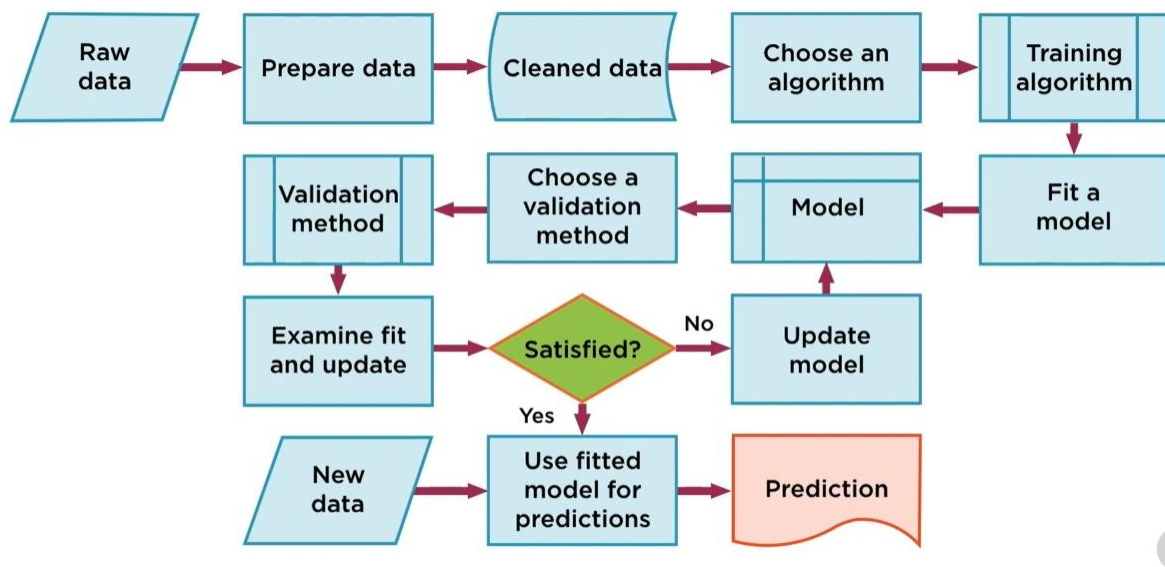 Raw
data
Prepare data
Cleaned data
Choose an
algorithm
Training
algorithm
Fit a
model
Model
Choose a
validation
method
Validation
method
Examine fit
and update
Satisfied?
No
Update
model
Yes
New
data
Use fitted
model for
predictions
Prediction